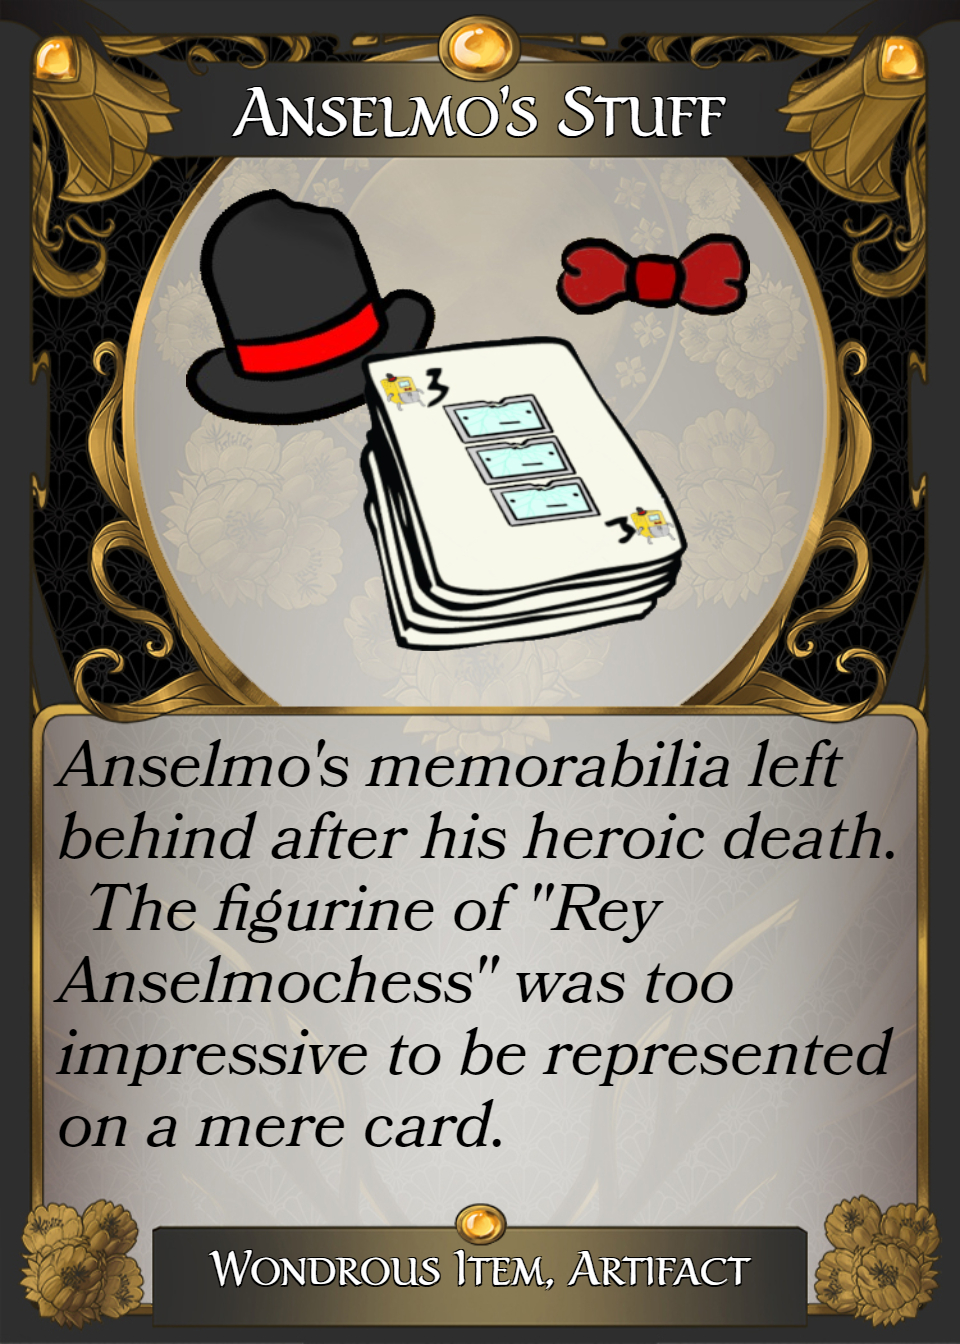 Anselmo's Stuff
3
3
Anselmo's memorabilia left
behind after his heroic death.
The figurine of "Rey
Anselmochess" was too
impressive to be represented
on a mere card.
Wondrous Item, Artifact